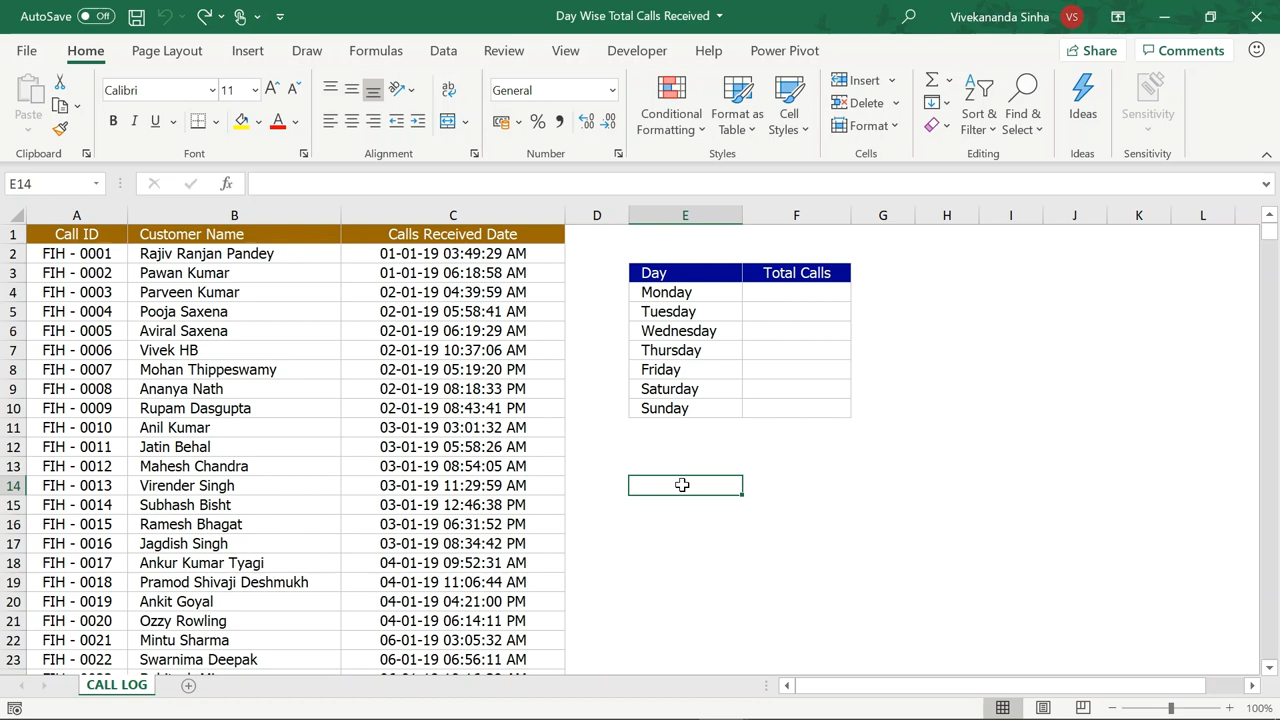 AutoSave Off Day Wise Total Calls Received Vivekananda Sinha VS
File Home Page Layout Insert Draw Formulas Data Review View Developer Help Power Pivot Share Comments
Paste Calibri 11 General Conditional Formatting Format as Table Cell Styles Insert Delete Format Sort & Filter Find & Select Ideas Sensitivity
Clipboard Font Alignment Number Styles Cells Editing Ideas Sensitivity
E14 fx
A B C D E F G H I J K L
1 Call ID Customer Name Calls Received Date
2 FIH - 0001 Rajiv Ranjan Pandey 01-01-19 03:49:29 AM
3 FIH - 0002 Pawan Kumar 01-01-19 06:18:58 AM Day Total Calls
4 FIH - 0003 Parveen Kumar 02-01-19 04:39:59 AM Monday
5 FIH - 0004 Pooja Saxena 02-01-19 05:58:41 AM Tuesday
6 FIH - 0005 Aviral Saxena 02-01-19 06:19:29 AM Wednesday
7 FIH - 0006 Vivek HB 02-01-19 10:37:06 AM Thursday
8 FIH - 0007 Mohan Thippeswamy 02-01-19 05:19:20 PM Friday
9 FIH - 0008 Ananya Nath 02-01-19 08:18:33 PM Saturday
10 FIH - 0009 Rupam Dasgupta 02-01-19 08:43:41 PM Sunday
11 FIH - 0010 Anil Kumar 03-01-19 03:01:32 AM
12 FIH - 0011 Jatin Behal 03-01-19 05:58:26 AM
13 FIH - 0012 Mahesh Chandra 03-01-19 08:54:05 AM
14 FIH - 0013 Virender Singh 03-01-19 11:29:59 AM
15 FIH - 0014 Subhash Bisht 03-01-19 12:46:38 PM
16 FIH - 0015 Ramesh Bhagat 03-01-19 06:31:52 PM
17 FIH - 0016 Jagdish Singh 03-01-19 08:34:42 PM
18 FIH - 0017 Ankur Kumar Tyagi 04-01-19 09:52:31 AM
19 FIH - 0018 Pramod Shivaji Deshmukh 04-01-19 11:06:44 AM
20 FIH - 0019 Ankit Goyal 04-01-19 04:21:00 PM
21 FIH - 0020 Ozzy Rowling 04-01-19 06:14:11 PM
22 FIH - 0021 Mintu Sharma 06-01-19 03:05:32 AM
23 FIH - 0022 Swarnima Deepak 06-01-19 06:56:11 AM
CALL LOG
100%